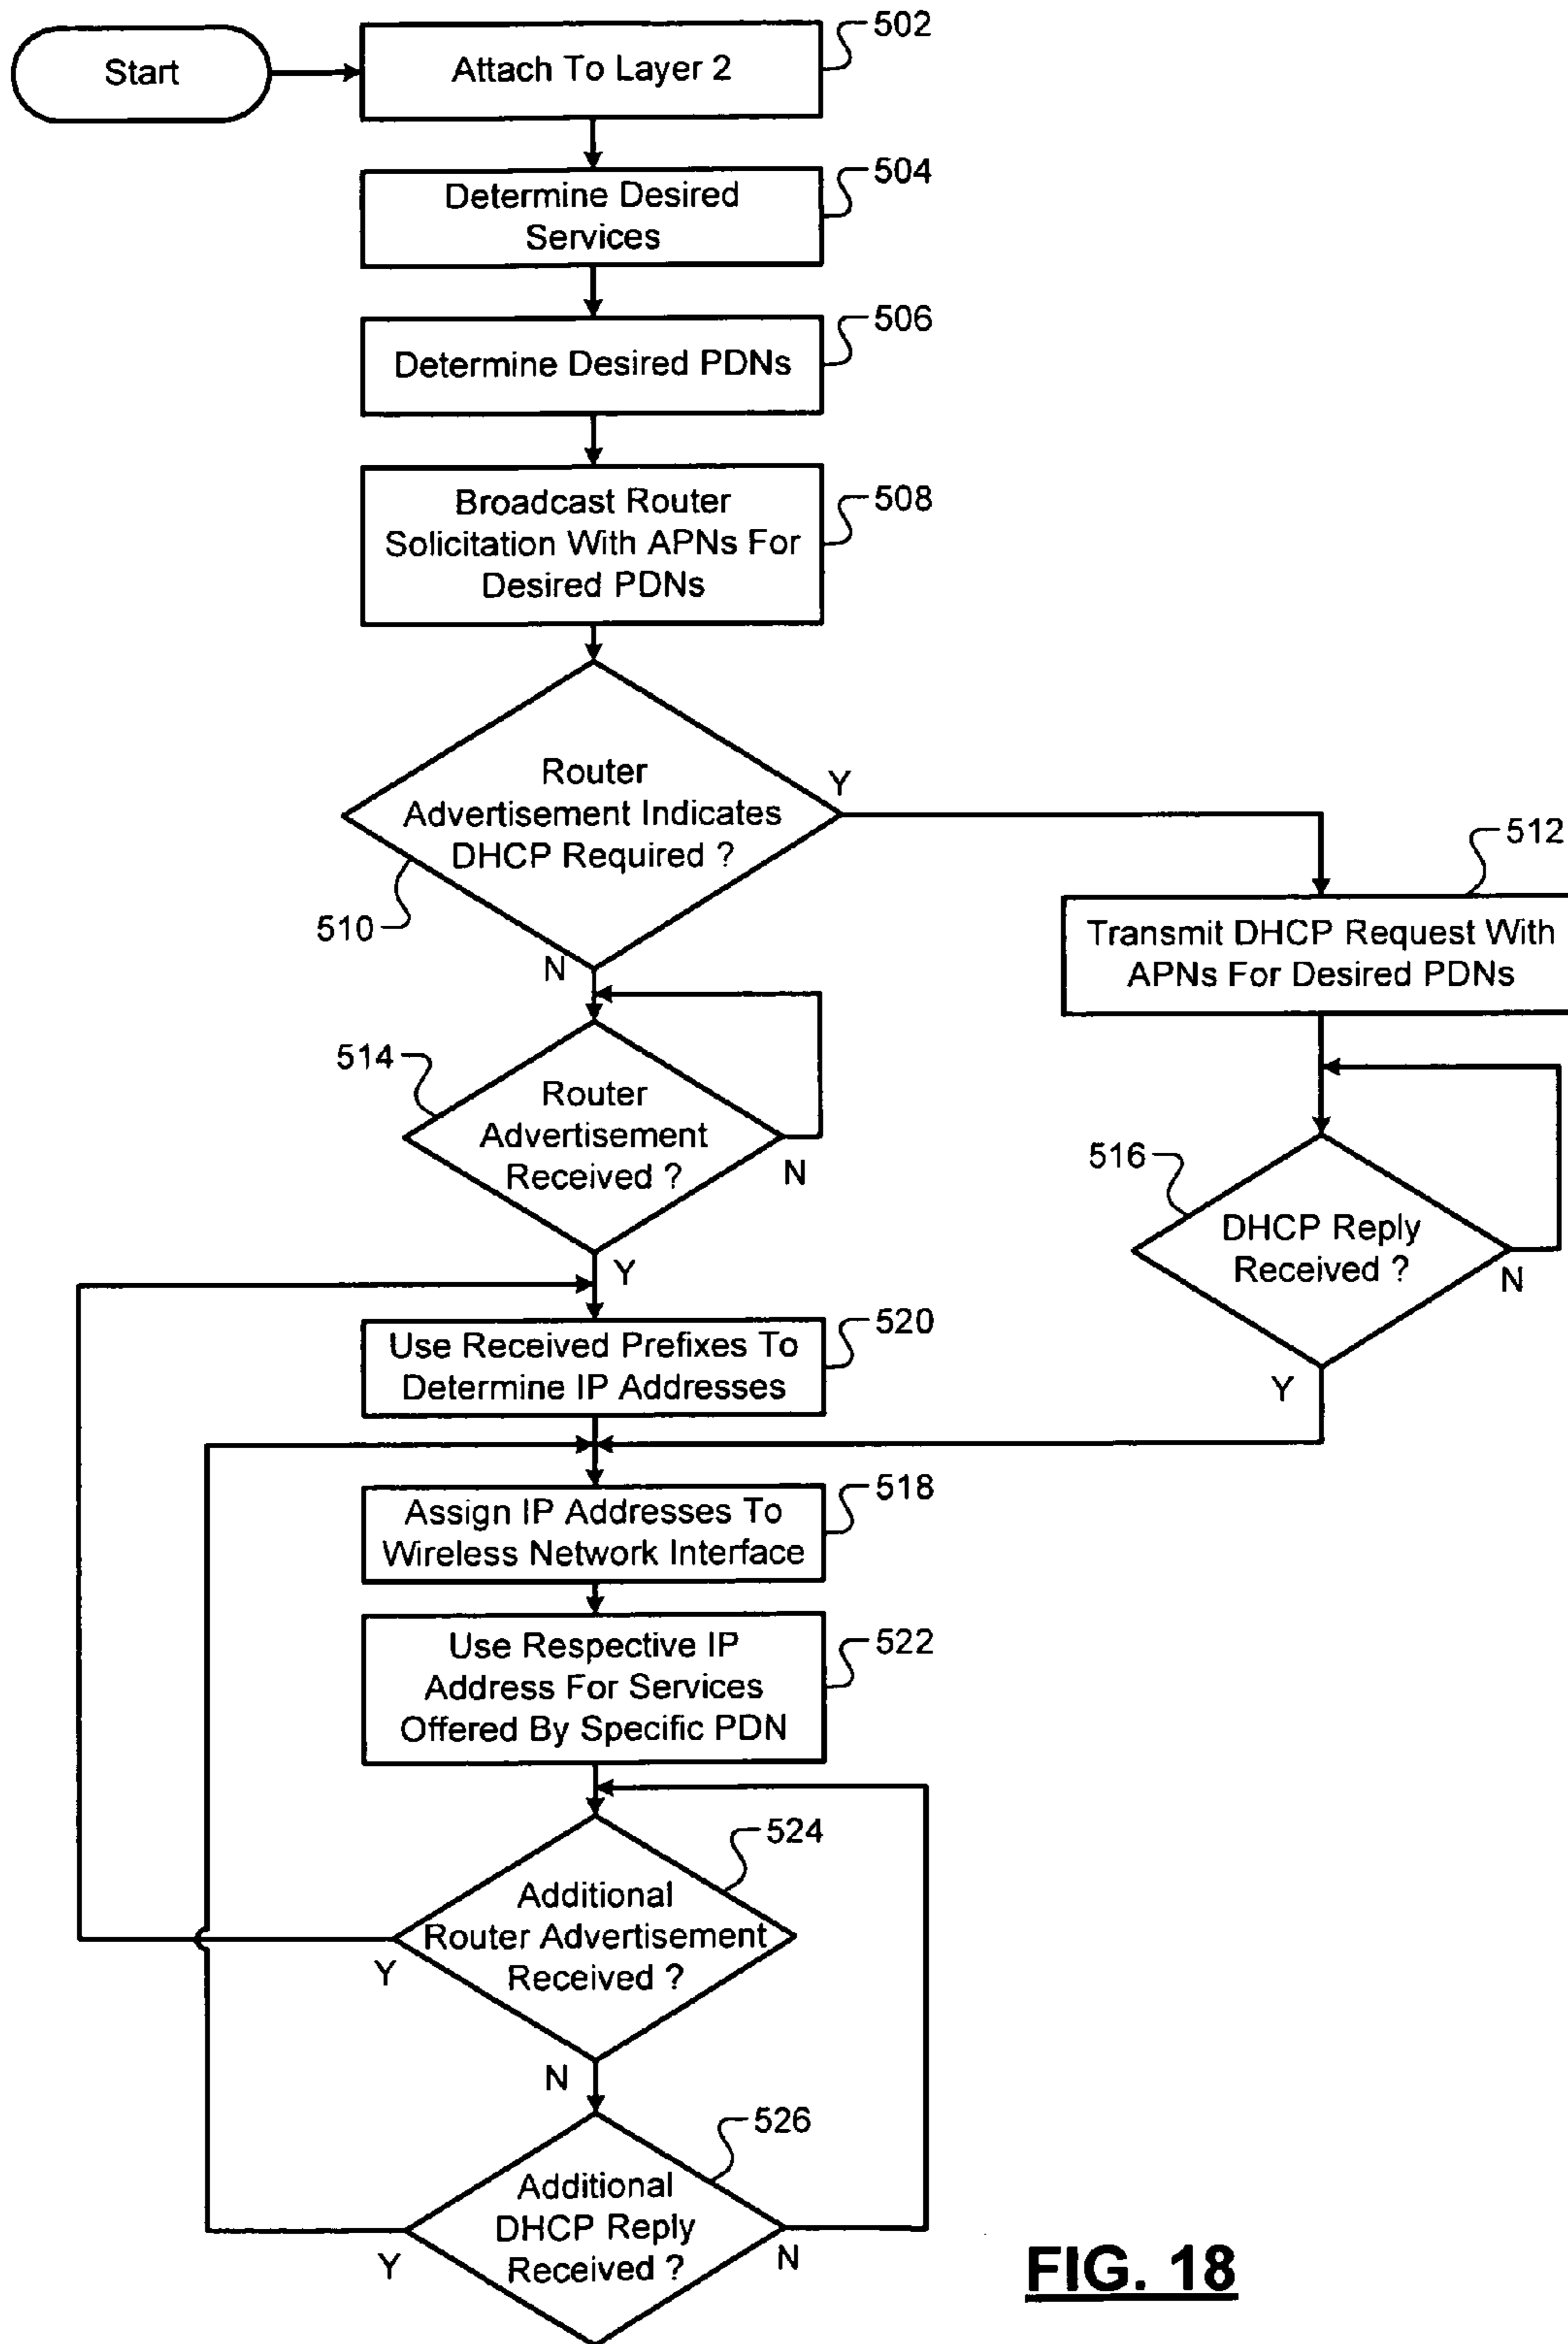 Start
Attach To Layer 2
502
Determine Desired
Services
504
Determine Desired PDNs
506
Broadcast Router
Solicitation With APNs For
Desired PDNs
508
Router
Advertisement Indicates
DHCP Required ?
Y
510
N
512
Transmit DHCP Request With
APNs For Desired PDNs
514
Router
Advertisement
Received ?
N
Y
516
DHCP Reply
Received ?
N
Y
520
Use Received Prefixes To
Determine IP Addresses
518
Assign IP Addresses To
Wireless Network Interface
522
Use Respective IP
Address For Services
Offered By Specific PDN
524
Additional
Router Advertisement
Received ?
Y
N
526
Additional
DHCP Reply
Received ?
Y
N
FIG. 18